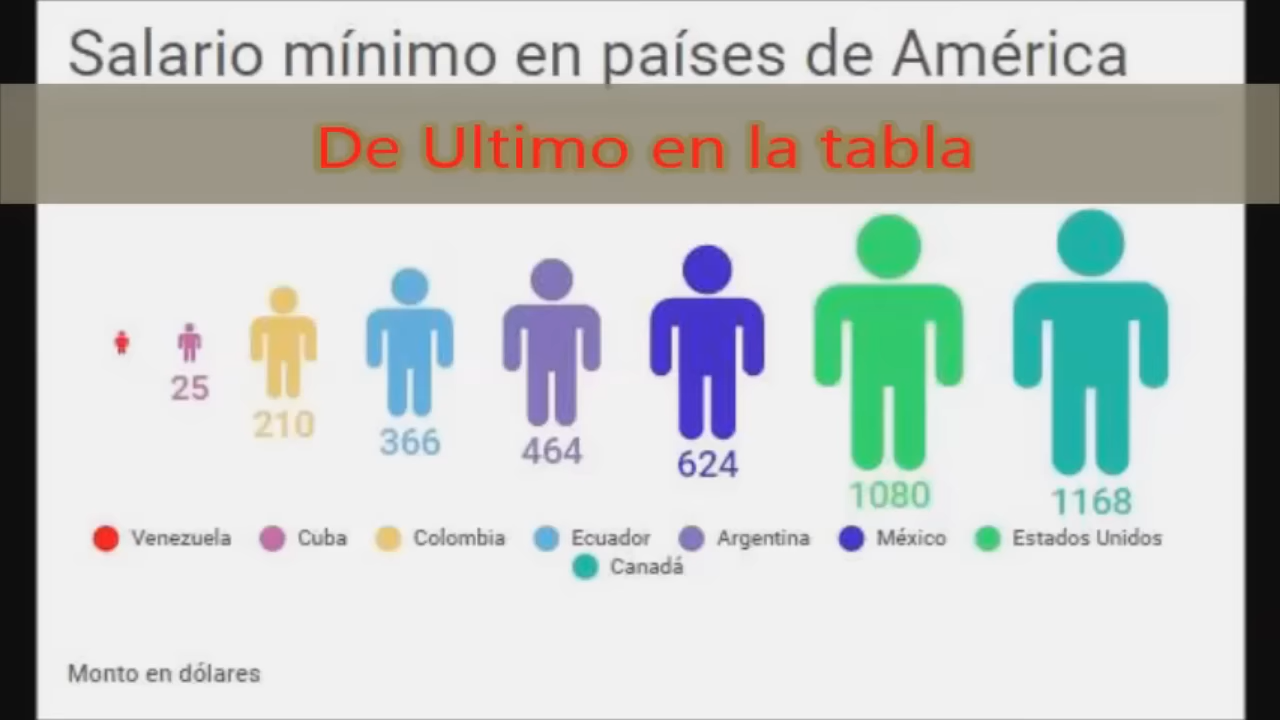 Salario mínimo en países de América
De Ultimo en la tabla
25
210
366
464
624
1080
1168
Venezuela Cuba Colombia Ecuador Argentina México Estados Unidos
Canadá
Monto en dólares